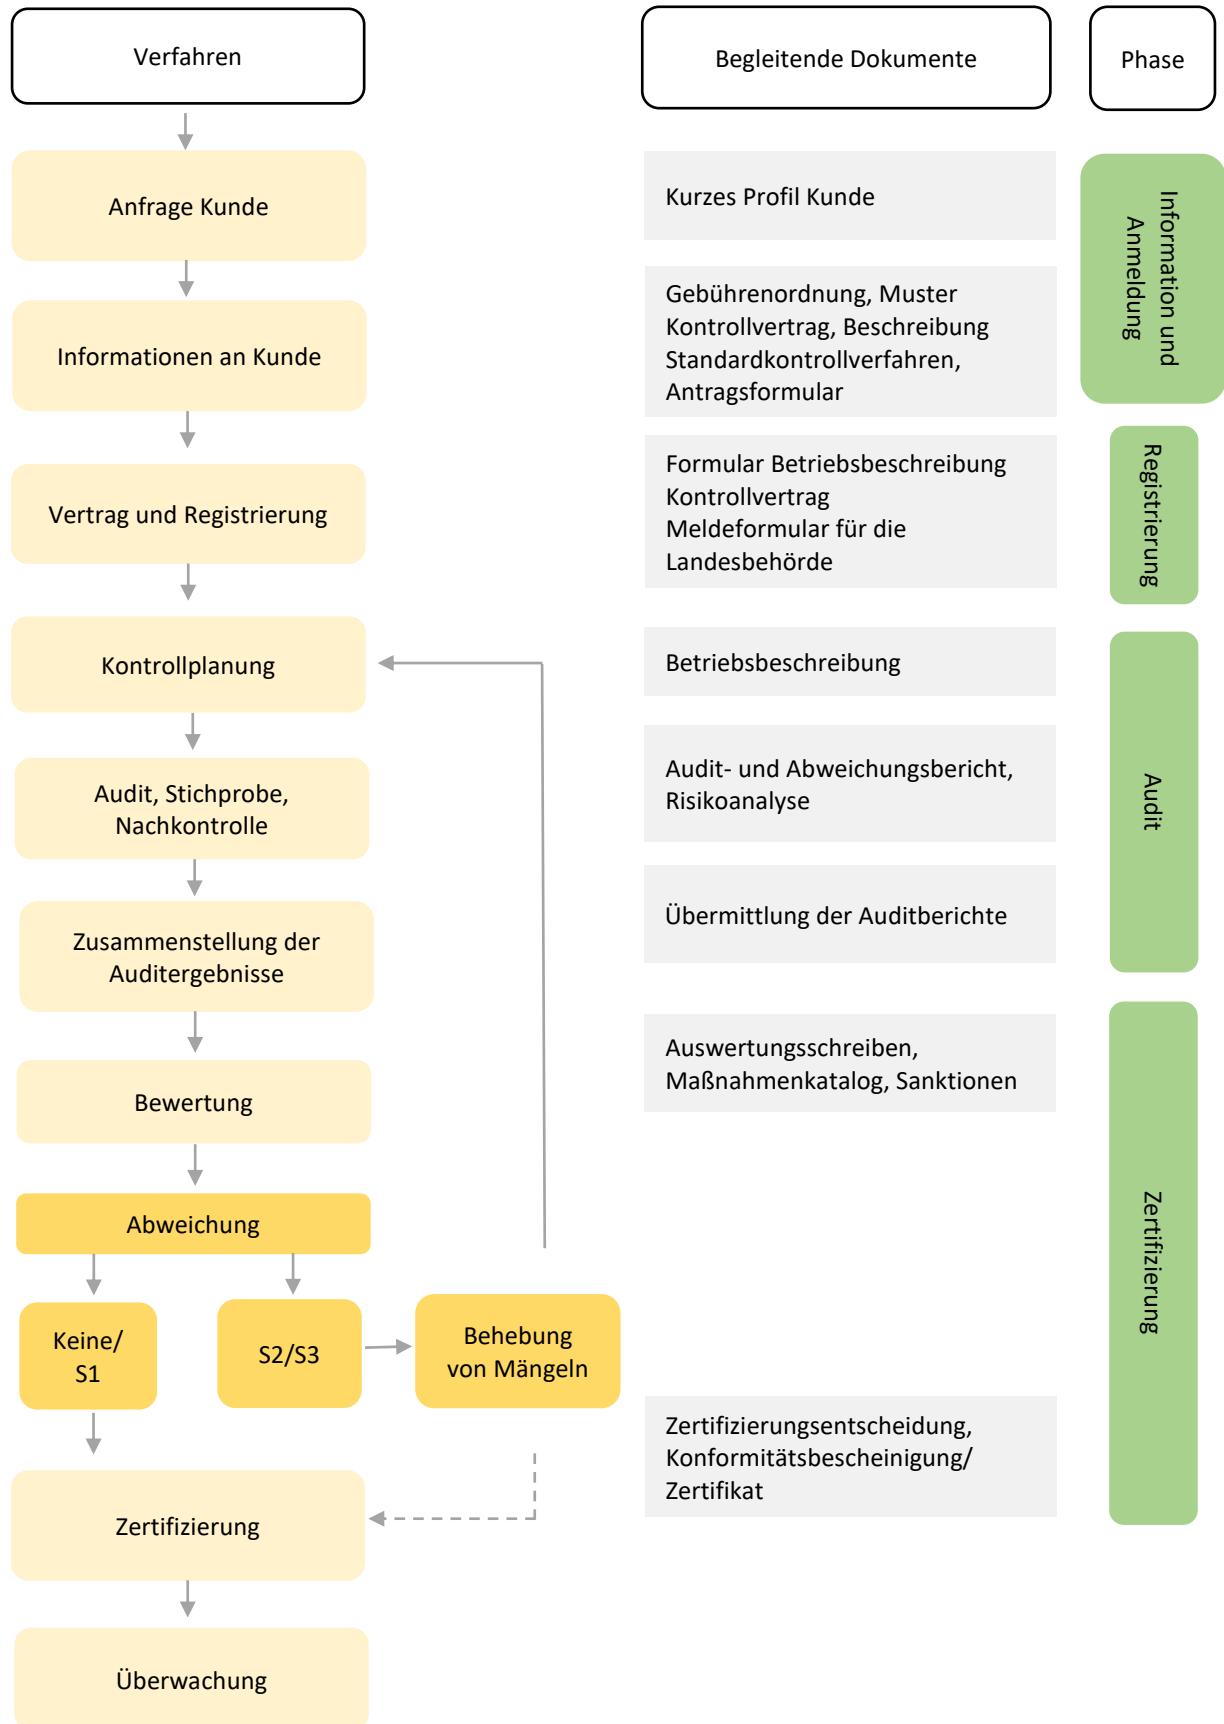 Verfahren
Begleitende Dokumente
Phase
Anfrage Kunde
Kurzes Profil Kunde
Information und
Anmeldung
Informationen an Kunde
Gebührenordnung, Muster
Kontrollvertrag, Beschreibung
Standardkontrollverfahren,
Antragsformular
Vertrag und Registrierung
Formular Betriebsbeschreibung
Kontrollvertrag
Meldeformular für die
Landesbehörde
Registrierung
Kontrollplanung
Betriebsbeschreibung
Audit, Stichprobe,
Nachkontrolle
Audit- und Abweichungsbericht,
Risikoanalyse
Audit
Zusammenstellung der
Auditergebnisse
Übermittlung der Auditberichte
Bewertung
Auswertungsschreiben,
Maßnahmenkatalog, Sanktionen
Zertifizierung
Abweichung
Keine/
S1
S2/S3
Behebung
von Mängeln
Zertifizierung
Zertifizierungsentscheidung,
Konformitätsbescheinigung/
Zertifikat
Überwachung